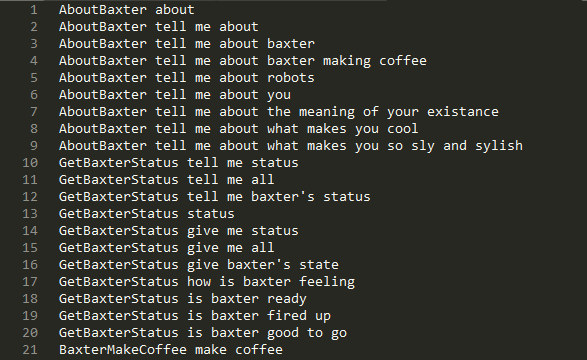 1 AboutBaxter about
2 AboutBaxter tell me about
3 AboutBaxter tell me about baxter
4 AboutBaxter tell me about baxter making coffee
5 AboutBaxter tell me about robots
6 AboutBaxter tell me about you
7 AboutBaxter tell me about the meaning of your existance
8 AboutBaxter tell me about what makes you cool
9 AboutBaxter tell me about what makes you so sly and sylish
10 GetBaxterStatus tell me status
11 GetBaxterStatus tell me all
12 GetBaxterStatus tell me baxter's status
13 GetBaxterStatus status
14 GetBaxterStatus give me status
15 GetBaxterStatus give me all
16 GetBaxterStatus give baxter's state
17 GetBaxterStatus how is baxter feeling
18 GetBaxterStatus is baxter ready
19 GetBaxterStatus is baxter fired up
20 GetBaxterStatus is baxter good to go
21 BaxterMakeCoffee make coffee